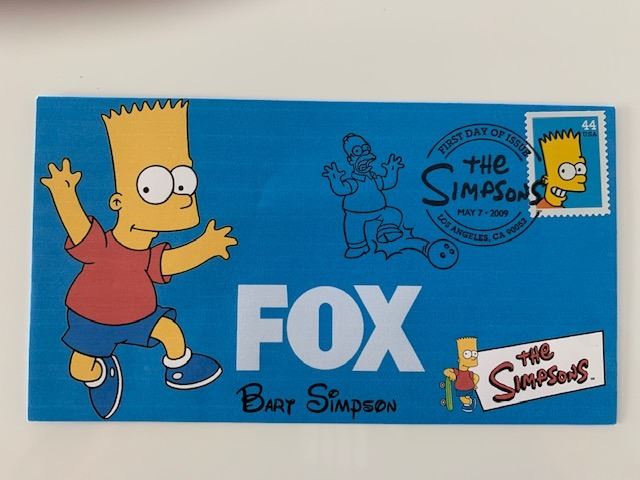 FIRST DAY OF ISSUE
THE
SIMPSONS
MAY 7 • 2009
LOS ANGELES, CA 90052
44
USA
FOX
BART SIMPSON
THE
SIMPSONS™